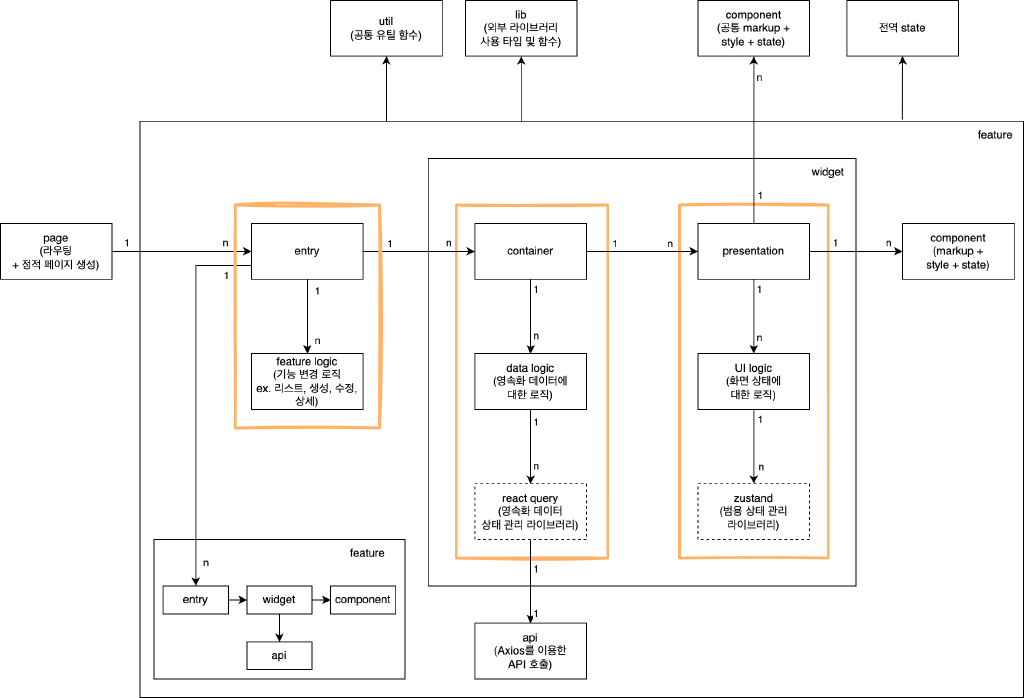 util
(공통 유틸 함수)
lib
(외부 라이브러리
사용 타입 및 함수)
component
(공통 markup +
style + state)
전역 state
n
feature
widget
1
page
(라우팅
+ 정적 페이지 생성)
1
n
entry
1
n
container
1
n
presentation
1
n
component
(markup +
style + state)
1
1
n
feature logic
(기능 변경 로직
ex. 리스트, 생성, 수정,
상세)
1
n
data logic
(영속화 데이터에
대한 로직)
1
n
react query
(영속화 데이터
상태 관리 라이브러리)
1
1
api
(Axios를 이용한
API 호출)
1
n
UI logic
(화면 상태에
대한 로직)
1
n
zustand
(범용 상태 관리
라이브러리)
feature
n
entry
widget
component
api